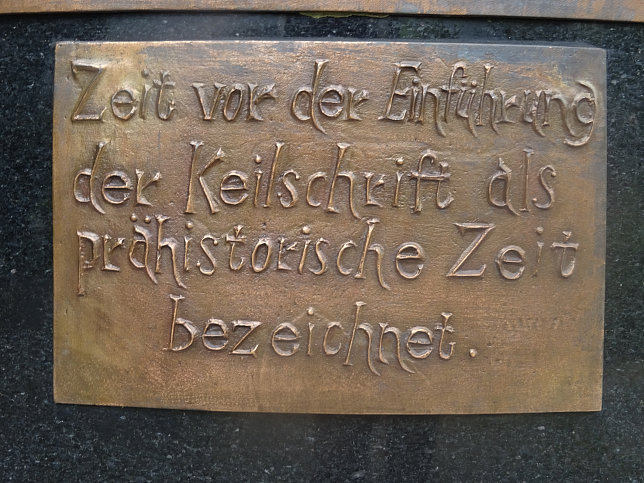 Zeit vor der Einführung
der Keilschrift als
prähistorische Zeit
bezeichnet.